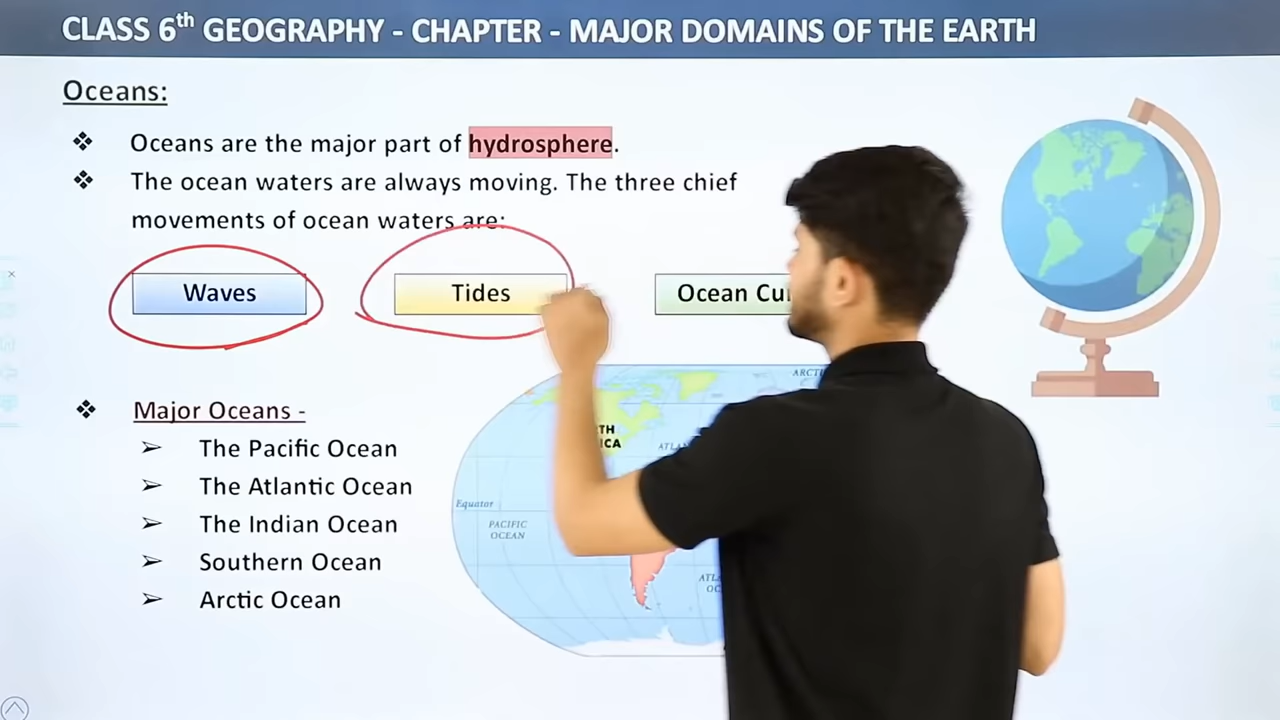 CLASS 6th GEOGRAPHY - CHAPTER - MAJOR DOMAINS OF THE EARTH
Oceans:
❖ Oceans are the major part of hydrosphere.
❖ The ocean waters are always moving. The three chief
movements of ocean waters are:
Waves
Tides
Ocean
❖ Major Oceans -
➢ The Pacific Ocean
➢ The Atlantic Ocean
➢ The Indian Ocean
➢ Southern Ocean
➢ Arctic Ocean
Equator
PACIFIC
OCEAN